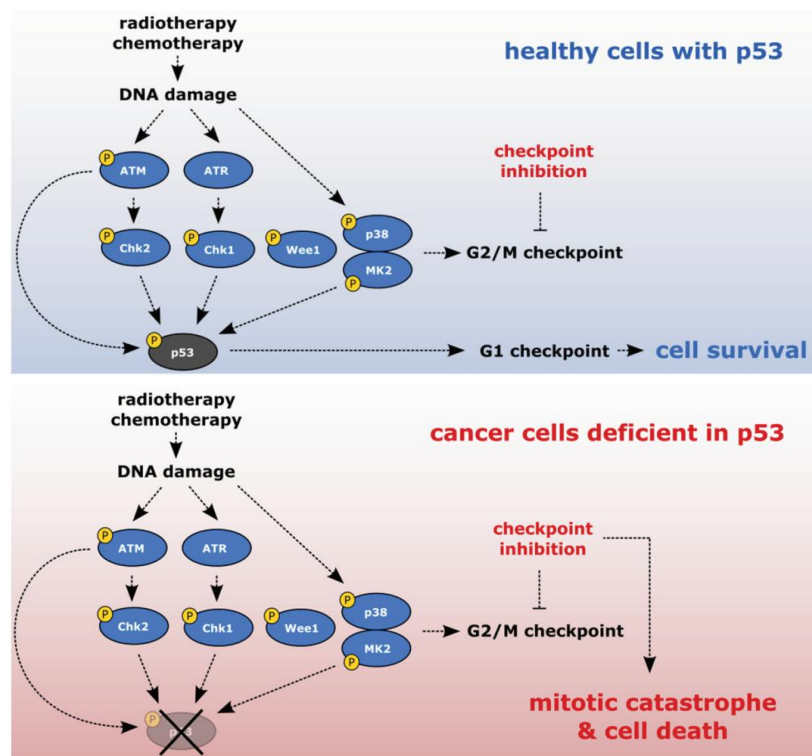 radiotherapy
chemotherapy
healthy cells with p53
DNA damage
P
ATM
ATR
checkpoint
inhibition
P
Chk2
P
Chk1
P
Wee1
P
p38
MK2
P
G2/M checkpoint
P
p53
G1 checkpoint
cell survival
radiotherapy
chemotherapy
cancer cells deficient in p53
DNA damage
P
ATM
ATR
checkpoint
inhibition
P
Chk2
P
Chk1
P
Wee1
P
p38
MK2
P
G2/M checkpoint
P
mitotic catastrophe
& cell death